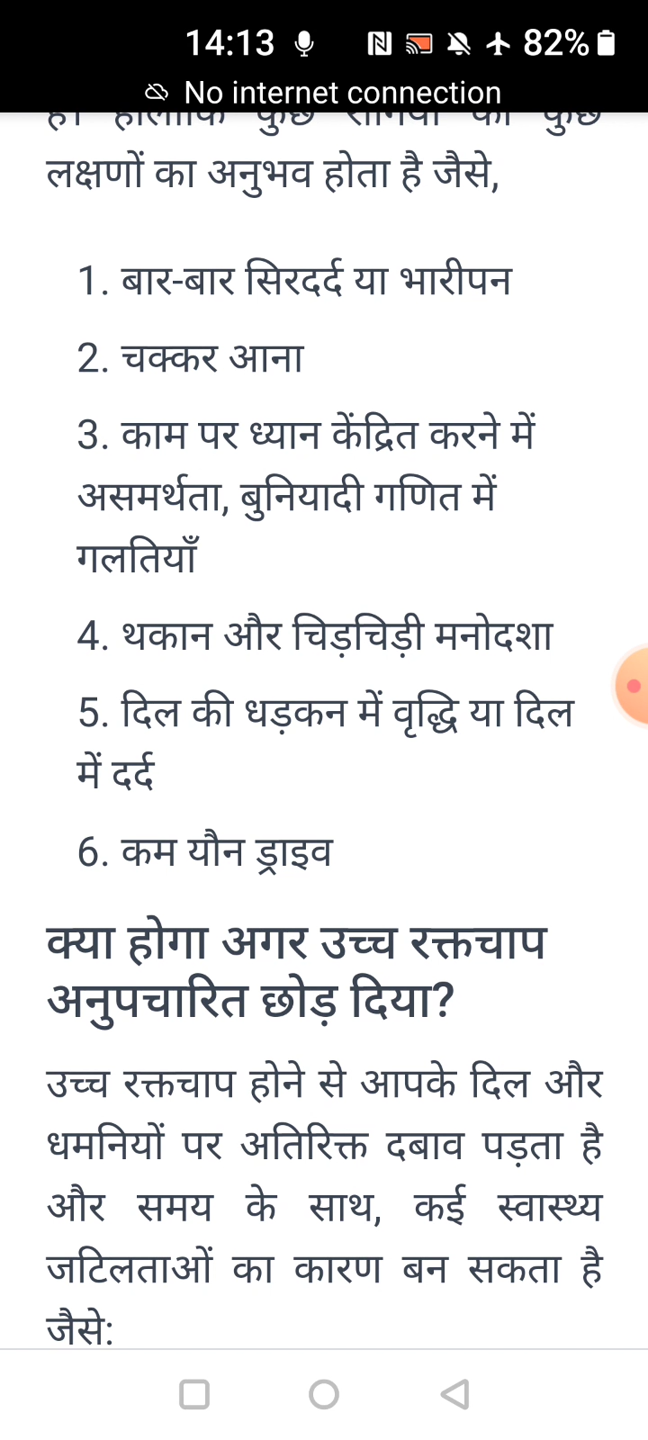 14:13 82%
No internet connection
लक्षणों का अनुभव होता है जैसे,
1. बार-बार सिरदर्द या भारीपन
2. चक्कर आना
3. काम पर ध्यान केंद्रित करने में
असमर्थता, बुनियादी गणित में
गलतियाँ
4. थकान और चिड़चिड़ी मनोदशा
5. दिल की धड़कन में वृद्धि या दिल
में दर्द
6. कम यौन ड्राइव
क्या होगा अगर उच्च रक्तचाप
अनुपचारित छोड़ दिया?
उच्च रक्तचाप होने से आपके दिल और
धमनियों पर अतिरिक्त दबाव पड़ता है
और समय के साथ, कई स्वास्थ्य
जटिलताओं का कारण बन सकता है
जैसे: